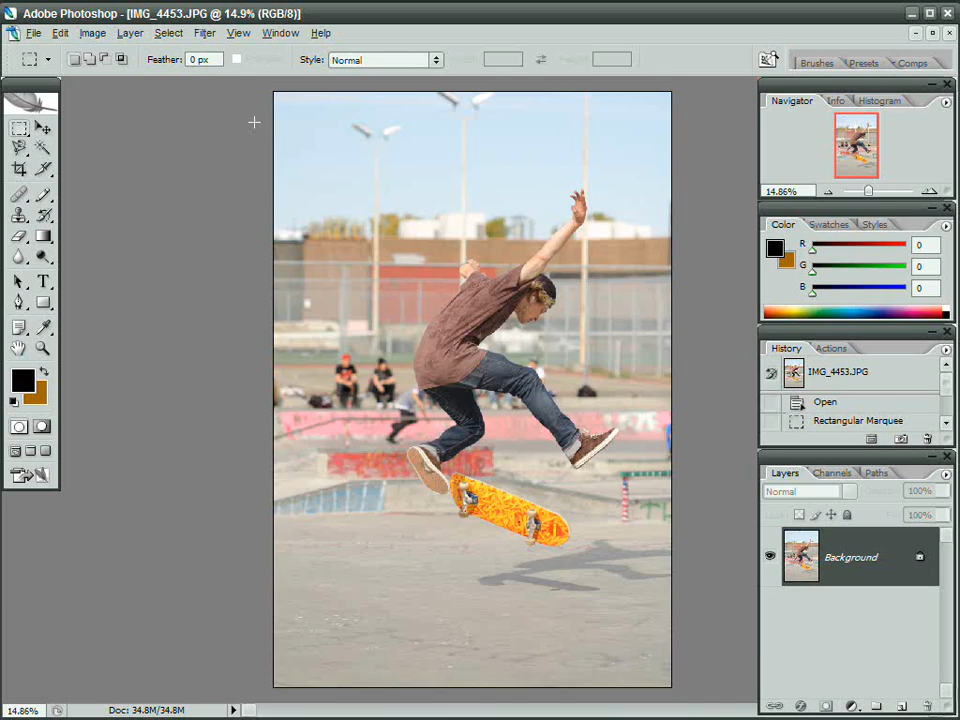 Adobe Photoshop - [IMG_4453.JPG @ 14.9% (RGB/8)]
File Edit Image Layer Select Filter View Window Help
Feather: 0 px Style: Normal Brushes Presets Comps
Navigator Info Histogram
14.86%
Color Swatches Styles
R 0
G 0
B 0
History Actions
IMG_4453.JPG
Open
Rectangular Marquee
Layers Channels Paths
Normal 100%
100%
Background
14.86% Doc: 34.8M/34.8M